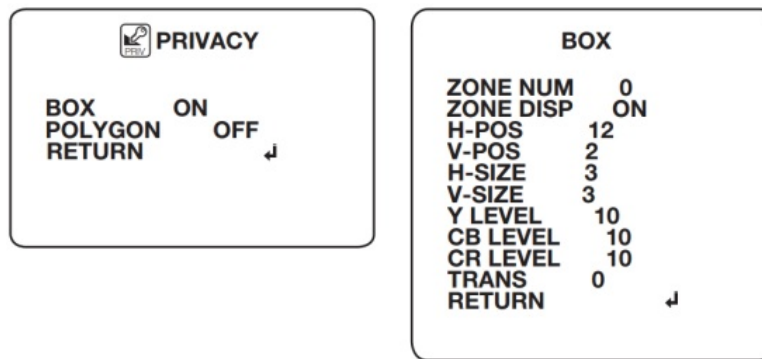 PRIV
PRIVACY
BOX ON
POLYGON OFF
RETURN ↲
BOX
ZONE NUM 0
ZONE DISP ON
H-POS 12
V-POS 2
H-SIZE 3
V-SIZE 3
Y LEVEL 10
CB LEVEL 10
CR LEVEL 10
TRANS 0
RETURN ↲